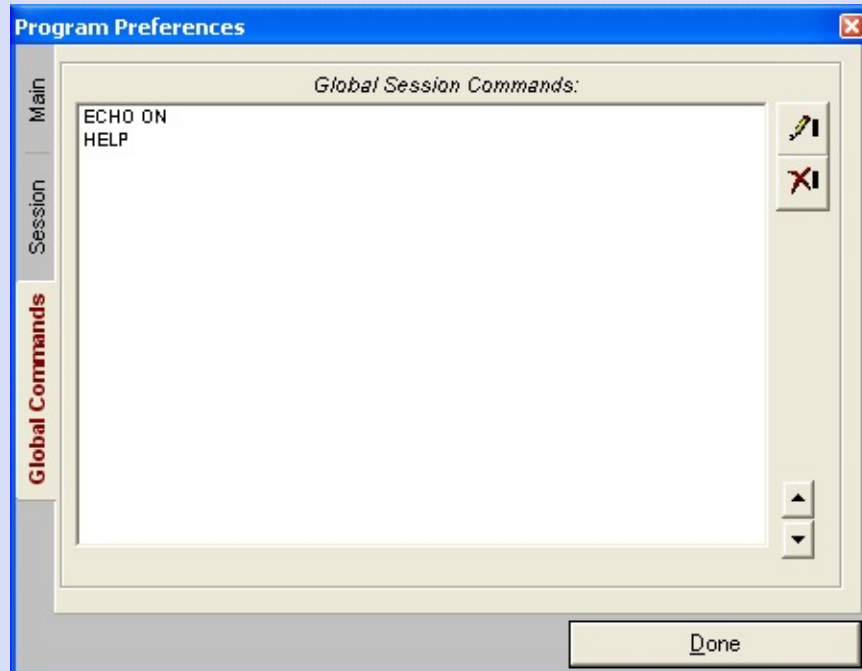 Program Preferences
Main
Session
Global Commands
Global Session Commands:
ECHO ON
HELP
Done